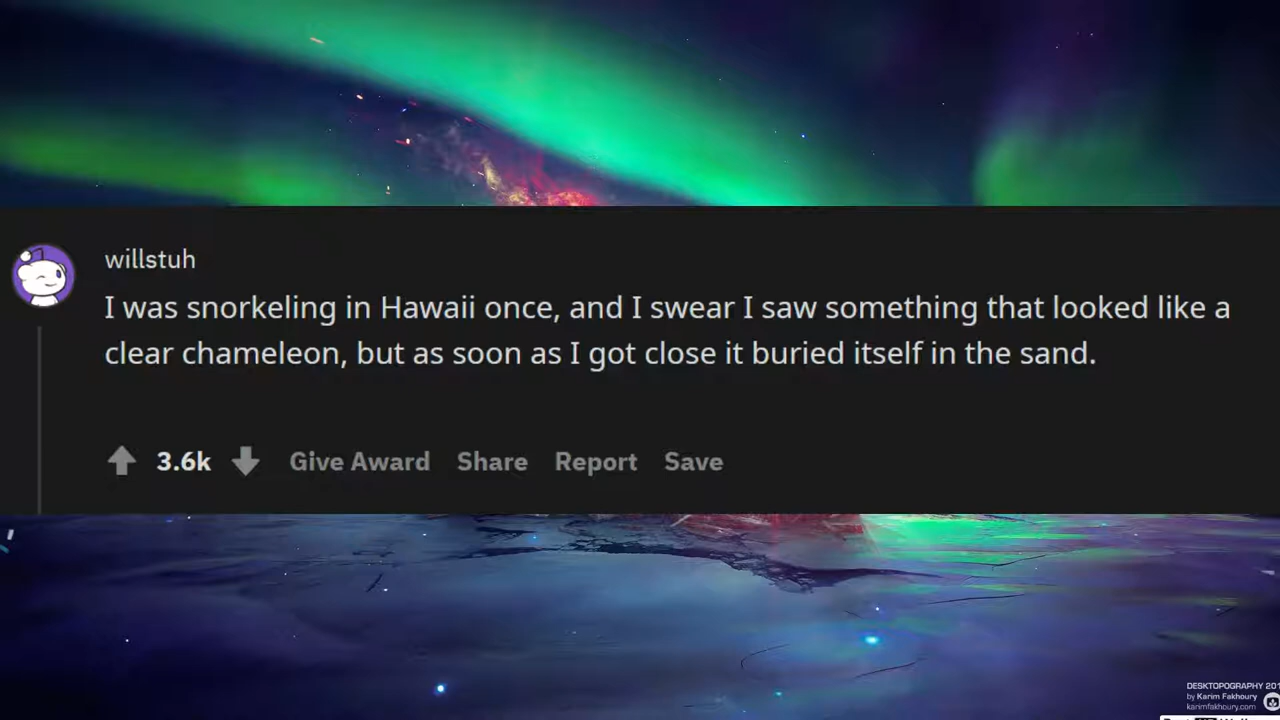 willstuh
I was snorkeling in Hawaii once, and I swear I saw something that looked like a
clear chameleon, but as soon as I got close it buried itself in the sand.
3.6k Give Award Share Report Save
DESKTOPOGRAPHY
by Karim Fakhoury
karimfakhoury.com